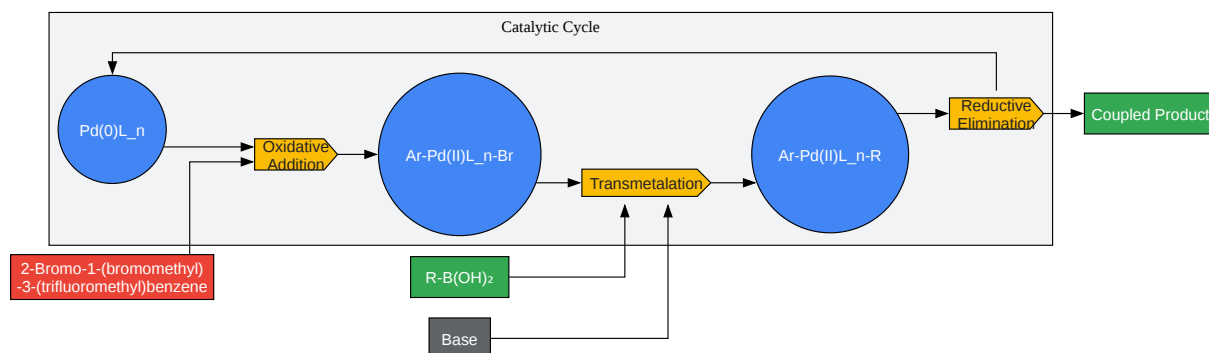 Catalytic Cycle
Pd(0)L_n
Oxidative
Addition
Ar-Pd(II)L_n-Br
Transmetalation
Ar-Pd(II)L_n-R
Reductive
Elimination
Coupled Product
2-Bromo-1-(bromomethyl)
-3-(trifluoromethyl)benzene
R-B(OH)₂
Base